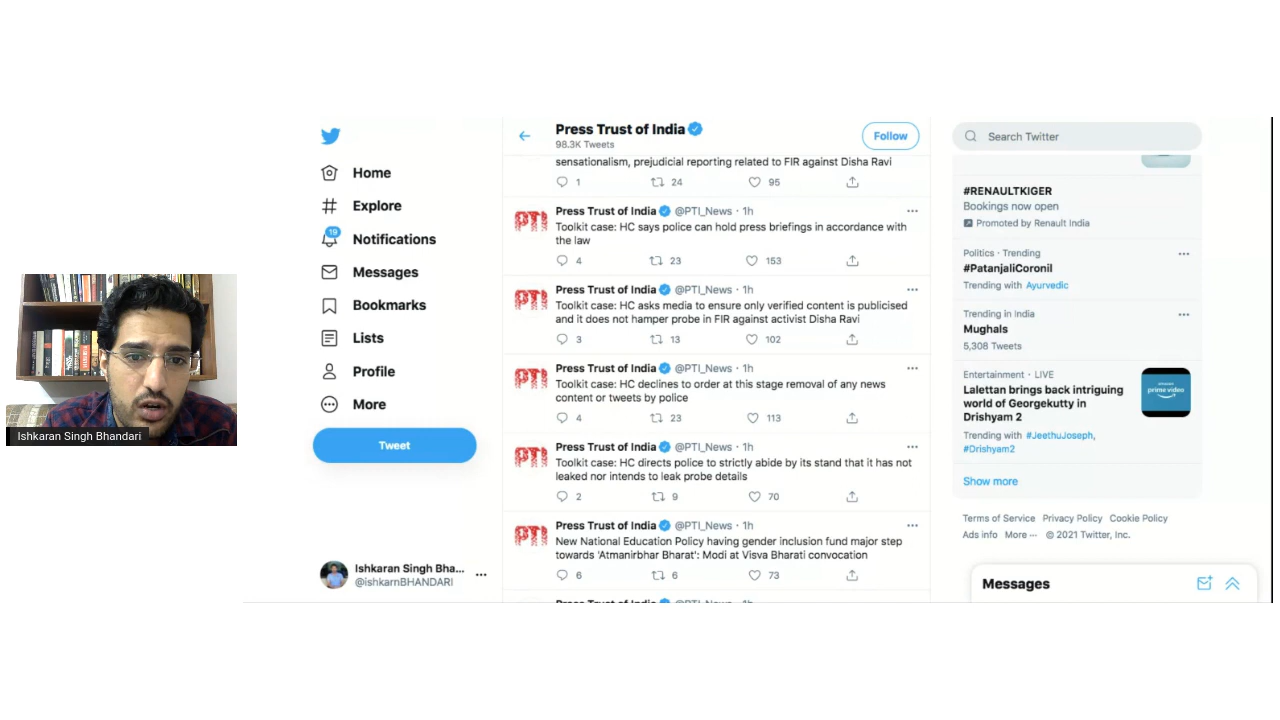 Press Trust of India
98.3K Tweets
Follow
Search Twitter
Home
Explore
19
Notifications
Messages
Bookmarks
Lists
Profile
More
Tweet
Ishkaran Singh Bha...
@ishkarnBHANDARI
Ishkaran Singh Bhandari
sensationalism, prejudicial reporting related to FIR against Disha Ravi
1 24 95
PTI
Press Trust of India @PTI_News · 1h
Toolkit case: HC says police can hold press briefings in accordance with
the law
4 23 153
PTI
Press Trust of India @PTI_News · 1h
Toolkit case: HC asks media to ensure only verified content is publicised
and it does not hamper probe in FIR against activist Disha Ravi
3 13 102
PTI
Press Trust of India @PTI_News · 1h
Toolkit case: HC declines to order at this stage removal of any news
content or tweets by police
4 23 113
PTI
Press Trust of India @PTI_News · 1h
Toolkit case: HC directs police to strictly abide by its stand that it has not
leaked nor intends to leak probe details
2 9 70
PTI
Press Trust of India @PTI_News · 1h
New National Education Policy having gender inclusion fund major step
towards 'Atmanirbhar Bharat': Modi at Visva Bharati convocation
6 6 73
#RENAULTKIGER
Bookings now open
Promoted by Renault India
Politics · Trending
#PatanjaliCoronil
Trending with Ayurvedic
Trending in India
Mughals
5,308 Tweets
Entertainment · LIVE
Lalettan brings back intriguing
world of Georgekutty in
Drishyam 2
prime video
Trending with #JeethuJoseph,
#Drishyam2
Show more
Terms of Service Privacy Policy Cookie Policy
Ads info More ··· © 2021 Twitter, Inc.
Messages